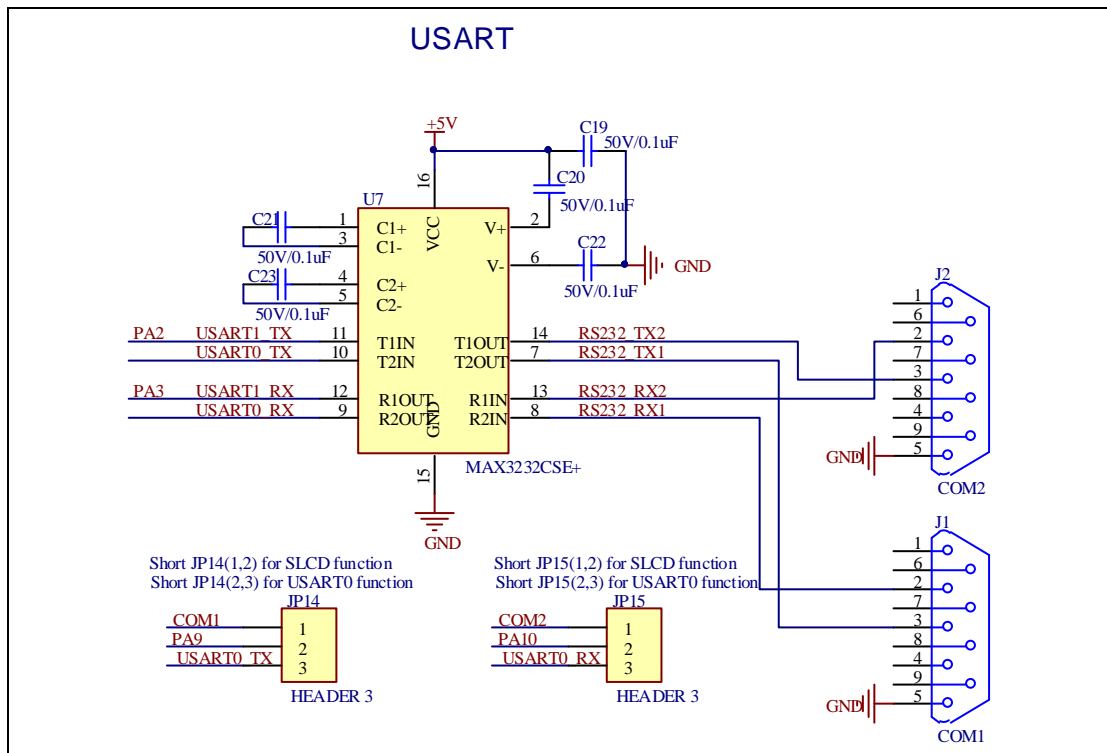 USART
+5V
C19
50V/0.1uF
C20
50V/0.1uF
16
U7
VCC
C21
1
C1+
3
C1-
50V/0.1uF
V+
2
C22
V-
6
GND
50V/0.1uF
C23
4
C2+
5
C2-
50V/0.1uF
PA2 USART1_TX 11 T1IN
T1OUT 14 RS232_TX2
USART0_TX 10 T2IN
T2OUT 7 RS232_TX1
PA3 USART1_RX 12 R1OUT
R1IN 13 RS232_RX2
USART0_RX 9 R2OUT
R2IN 8 RS232_RX1
GND
15
MAX3232CSE+
GND
J2
1
6
2
7
3
8
4
9
GND 5
COM2
J1
1
6
2
7
3
8
4
9
GND 5
COM1
Short JP14(1,2) for SLCD function
Short JP14(2,3) for USART0 function
JP14
COM1 1
PA9 2
USART0_TX 3
HEADER 3
Short JP15(1,2) for SLCD function
Short JP15(2,3) for USART0 function
JP15
COM2 1
PA10 2
USART0_RX 3
HEADER 3